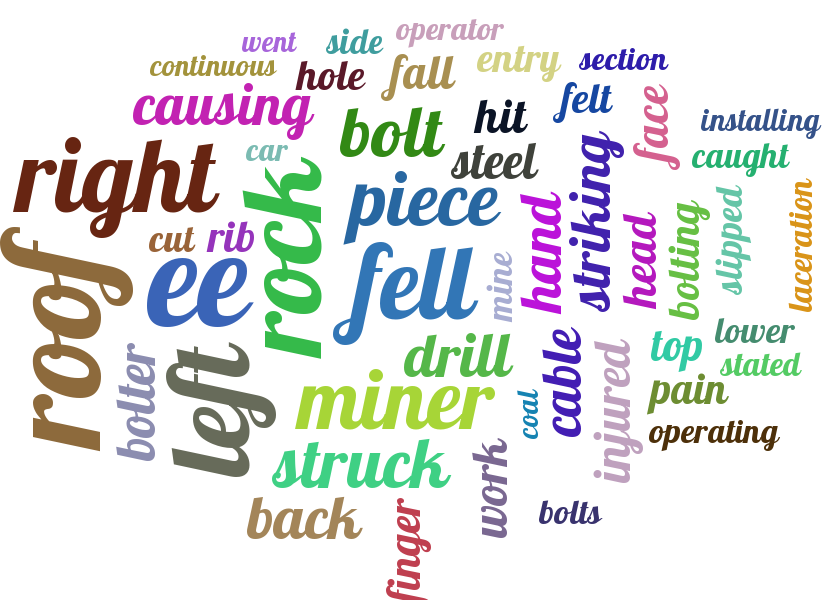 went
side
operator
continuous
hole
fall
entry
section
causing
bolt
hit
felt
face
installing
right
car
rock
steel
piece
striking
caught
cut
rib
hand
head
bolting
slipped
laceration
roof
ee
fell
mine
bolter
left
drill
cable
injured
top
lower
stated
miner
coal
pain
operating
struck
work
back
finger
bolts